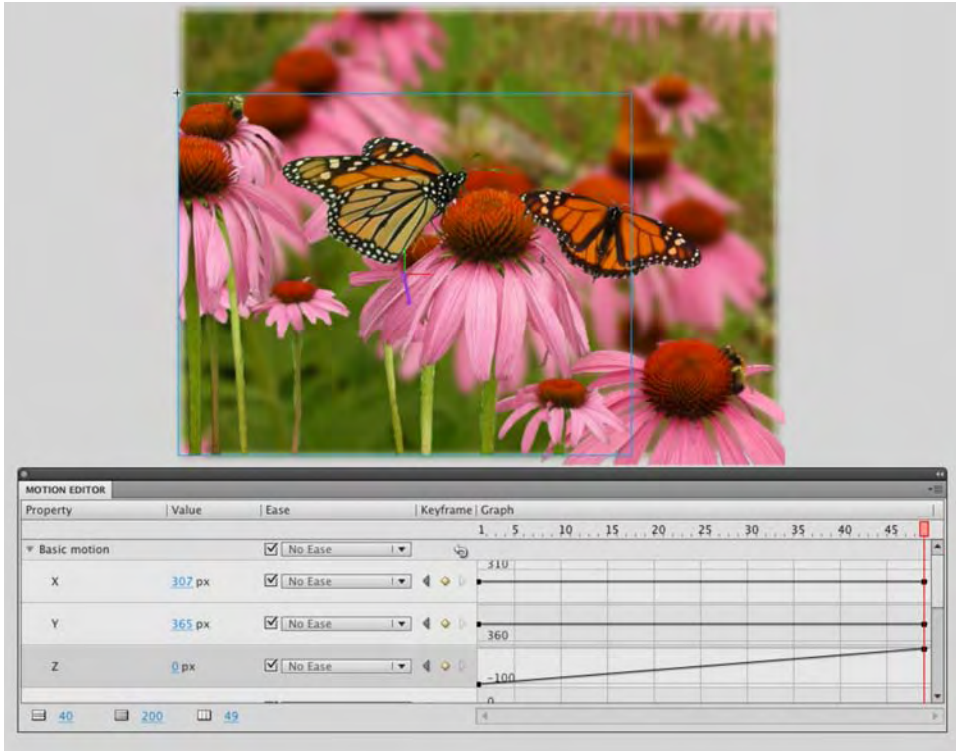 MOTION EDITOR
Property Value Ease Keyframe Graph
1 5 10 15 20 25 30 35 40 45
Basic motion No Ease
310
X 307 px No Ease
Y 365 px No Ease
360
Z 0 px No Ease
-100
0
40 200 49